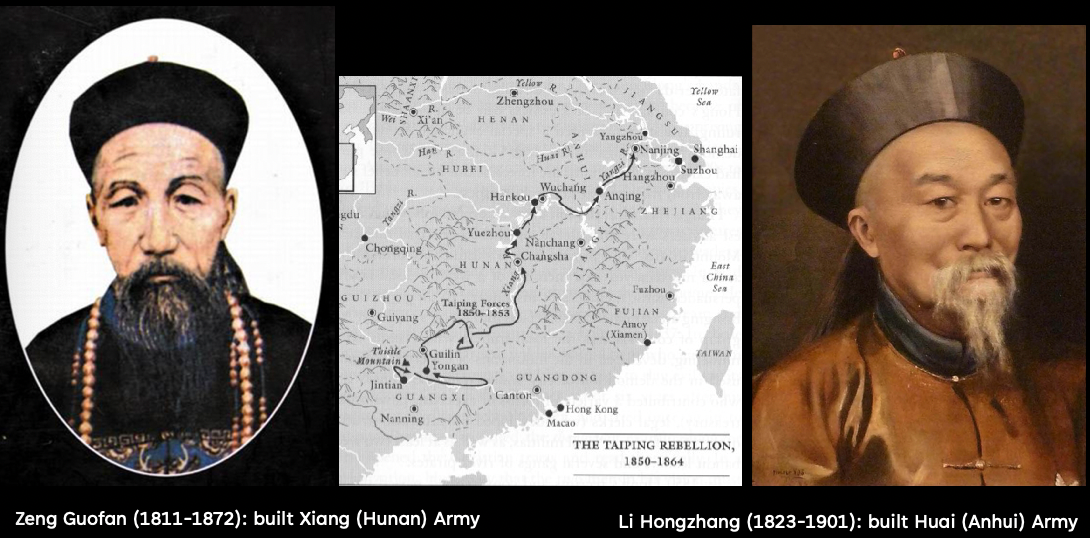 Yellow R.
Zhengzhou
JIANGSU
Yellow
Sea
SHAANXI
Wei R.
Xi'an
HENAN
Yangzhou
Nanjing
Shanghai
Suzhou
Han R.
Huai R.
ANHUI
Yangzi R.
Hangzhou
HUBEI
Wuchang
Hankou
Anqing
ZHEJIANG
Yangzi R.
gdu
Yuezhou
Nanchang
Chongqing
Changsha
HUNAN
JIANGXI
Xiang R.
East
China
Sea
GUIZHOU
Taiping Forces
1850–1853
Fuzhou
Guiyang
FUJIAN
Amoy
(Xiamen)
Thistle
Mountain
Guilin
Yongan
TAIWAN
Jintian
GUANGDONG
GUANGXI
Canton
Nanning
Hong Kong
Macao
THE TAIPING REBELLION,
1850–1864
Zeng Guofan (1811-1872): built Xiang (Hunan) Army
Li Hongzhang (1823-1901): built Huai (Anhui) Army